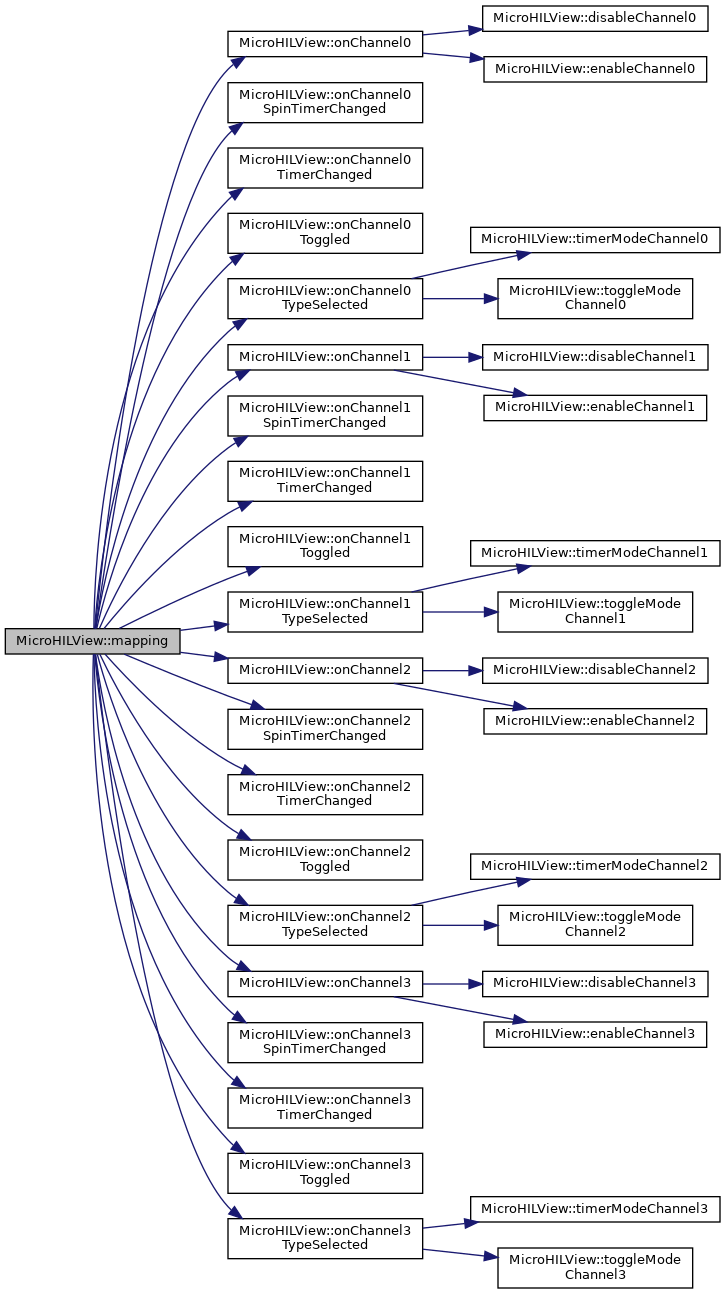 MicroHILView::mapping
MicroHILView::onChannel0
MicroHILView::disableChannel0
MicroHILView::enableChannel0
MicroHILView::onChannel0
SpinTimerChanged
MicroHILView::onChannel0
TimerChanged
MicroHILView::onChannel0
Toggled
MicroHILView::onChannel0
TypeSelected
MicroHILView::timerModeChannel0
MicroHILView::toggleMode
Channel0
MicroHILView::onChannel1
MicroHILView::disableChannel1
MicroHILView::enableChannel1
MicroHILView::onChannel1
SpinTimerChanged
MicroHILView::onChannel1
TimerChanged
MicroHILView::onChannel1
Toggled
MicroHILView::onChannel1
TypeSelected
MicroHILView::timerModeChannel1
MicroHILView::toggleMode
Channel1
MicroHILView::onChannel2
MicroHILView::disableChannel2
MicroHILView::enableChannel2
MicroHILView::onChannel2
SpinTimerChanged
MicroHILView::onChannel2
TimerChanged
MicroHILView::onChannel2
Toggled
MicroHILView::onChannel2
TypeSelected
MicroHILView::timerModeChannel2
MicroHILView::toggleMode
Channel2
MicroHILView::onChannel3
MicroHILView::disableChannel3
MicroHILView::enableChannel3
MicroHILView::onChannel3
SpinTimerChanged
MicroHILView::onChannel3
TimerChanged
MicroHILView::onChannel3
Toggled
MicroHILView::onChannel3
TypeSelected
MicroHILView::timerModeChannel3
MicroHILView::toggleMode
Channel3